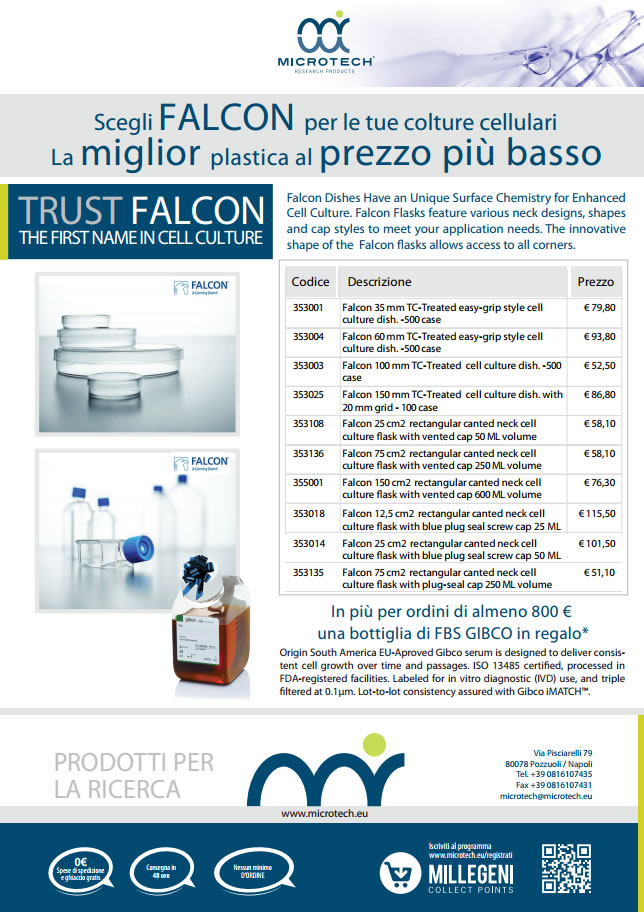 MICROTECH
RESEARCH PRODUCTS
Scegli FALCON per le tue colture cellulari
La miglior plastica al prezzo più basso
TRUST FALCON
THE FIRST NAME IN CELL CULTURE
Falcon Dishes Have an Unique Surface Chemistry for Enhanced
Cell Culture. Falcon Flasks feature various neck designs, shapes
and cap styles to meet your application needs. The innovative
shape of the Falcon flasks allows access to all corners.
FALCON
A Corning Brand
FALCON
A Corning Brand
gibco
Codice Descrizione Prezzo
353001 Falcon 35 mm TC-Treated easy-grip style cell € 79,80
culture dish. -500 case
353004 Falcon 60 mm TC-Treated easy-grip style cell € 93,80
culture dish. -500 case
353003 Falcon 100 mm TC-Treated cell culture dish. -500 € 52,50
case
353025 Falcon 150 mm TC-Treated cell culture dish. with € 86,80
20 mm grid - 100 case
353108 Falcon 25 cm2 rectangular canted neck cell € 58,10
culture flask with vented cap 50 ML volume
353136 Falcon 75 cm2 rectangular canted neck cell € 58,10
culture flask with vented cap 250 ML volume
355001 Falcon 150 cm2 rectangular canted neck cell € 76,30
culture flask with vented cap 600 ML volume
353018 Falcon 12,5 cm2 rectangular canted neck cell € 115,50
culture flask with blue plug seal screw cap 25 ML
353014 Falcon 25 cm2 rectangular canted neck cell € 101,50
culture flask with blue plug seal screw cap 50 ML
353135 Falcon 75 cm2 rectangular canted neck cell € 51,10
culture flask with plug-seal cap 250 ML volume
In più per ordini di almeno 800 €
una bottiglia di FBS GIBCO in regalo*
Origin South America EU-Aproved Gibco serum is designed to deliver consis-
tent cell growth over time and passages. ISO 13485 certified, processed in
FDA-registered facilities. Labeled for in vitro diagnostic (IVD) use, and triple
filtered at 0.1µm. Lot-to-lot consistency assured with Gibco iMATCH™.
PRODOTTI PER
LA RICERCA
www.microtech.eu
Via Pisciarelli 79
80078 Pozzuoli / Napoli
Tel. +39 0816107435
Fax +39 0816107431
microtech@microtech.eu
0€
Spese di spedizione
e ghiaccio gratis
Consegna in
48 ore
Nessun minimo
D'ORDINE
Iscriviti al programma
www.microtech.eu/registrati
MILLEGENI
COLLECT POINTS